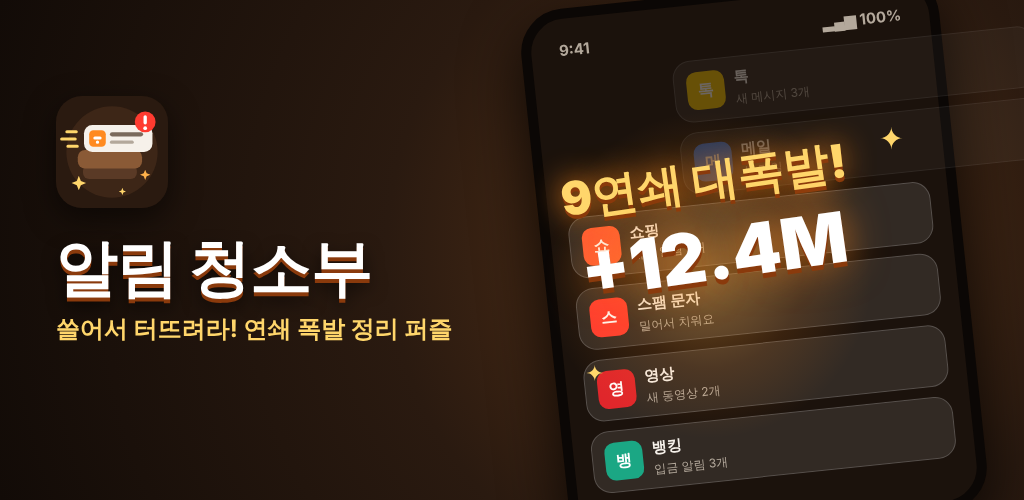 알림 청소부
쓸어서 터뜨려라! 연쇄 폭발 정리 퍼즐
9:41
100%
톡
톡
새 메시지 3개
메
메일
9연쇄 대폭발!
쇼
쇼핑
+12.4M
스
스팸 문자
밀어서 치워요
영
영상
새 동영상 2개
뱅
뱅킹
입금 알림 3개